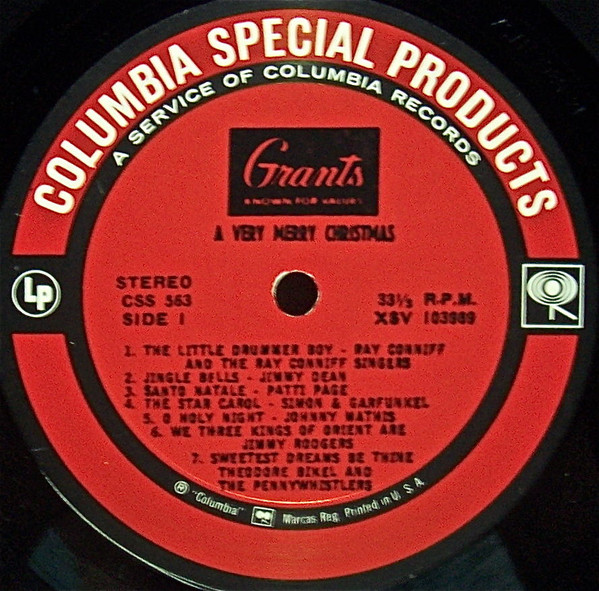 COLUMBIA SPECIAL PRODUCTS
A SERVICE OF COLUMBIA RECORDS
Grants
KNOWN FOR VALUES
A VERY MERRY CHRISTMAS
LP
STEREO
CSS 563
SIDE 1
33⅓ R.P.M.
XSV 103989
1. THE LITTLE DRUMMER BOY - RAY CONNIFF
AND THE RAY CONNIFF SINGERS
2. JINGLE BELLS - JIMMY DEAN
3. SANTO NATALE - PATTI PAGE
4. THE STAR CAROL - SIMON & GARFUNKEL
5. O HOLY NIGHT - JOHNNY MATHIS
6. WE THREE KINGS OF ORIENT ARE
JIMMY RODGERS
7. SWEETEST DREAMS BE THINE
THEODORE BIKEL AND
THE PENNYWHISTLERS
® "Columbia" Marcas Reg. Printed in U. S. A.